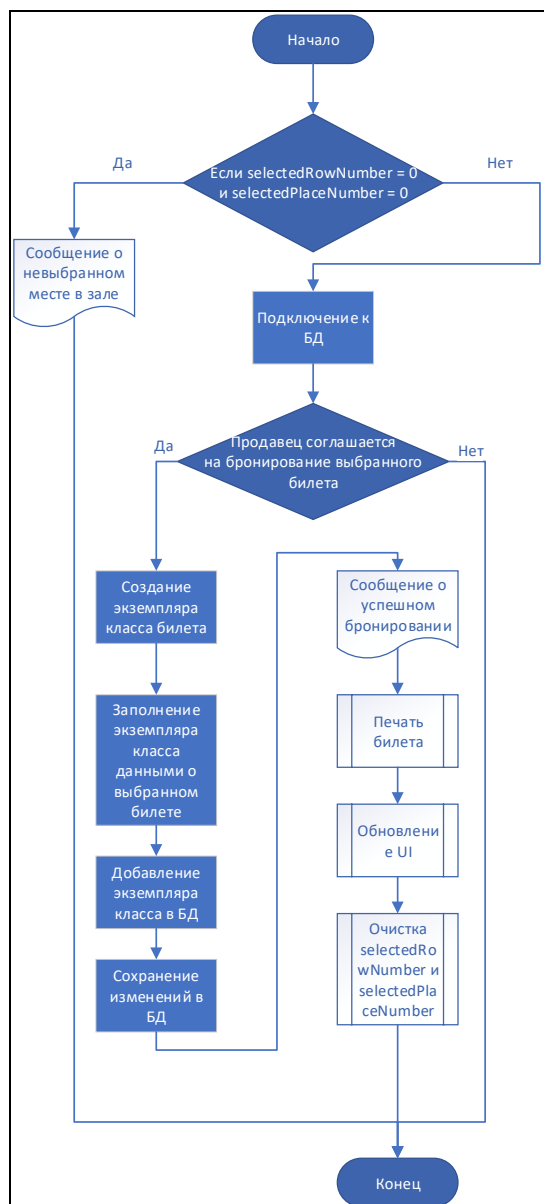 Начало
Если selectedRowNumber = 0
и selectedPlaceNumber = 0
Да
Нет
Сообщение о
невыбранном
месте в зале
Подключение к
БД
Продавец соглашается
на бронирование выбранного
билета
Да
Нет
Создание
экземпляра
класса билета
Заполнение
экземпляра
класса
данными о
выбранном
билете
Добавление
экземпляра
класса в БД
Сохранение
изменений в
БД
Сообщение о
успешном
бронировании
Печать
билета
Обновлени
е UI
Очистка
selectedRo
wNumber и
selectedPla
ceNumber
Конец